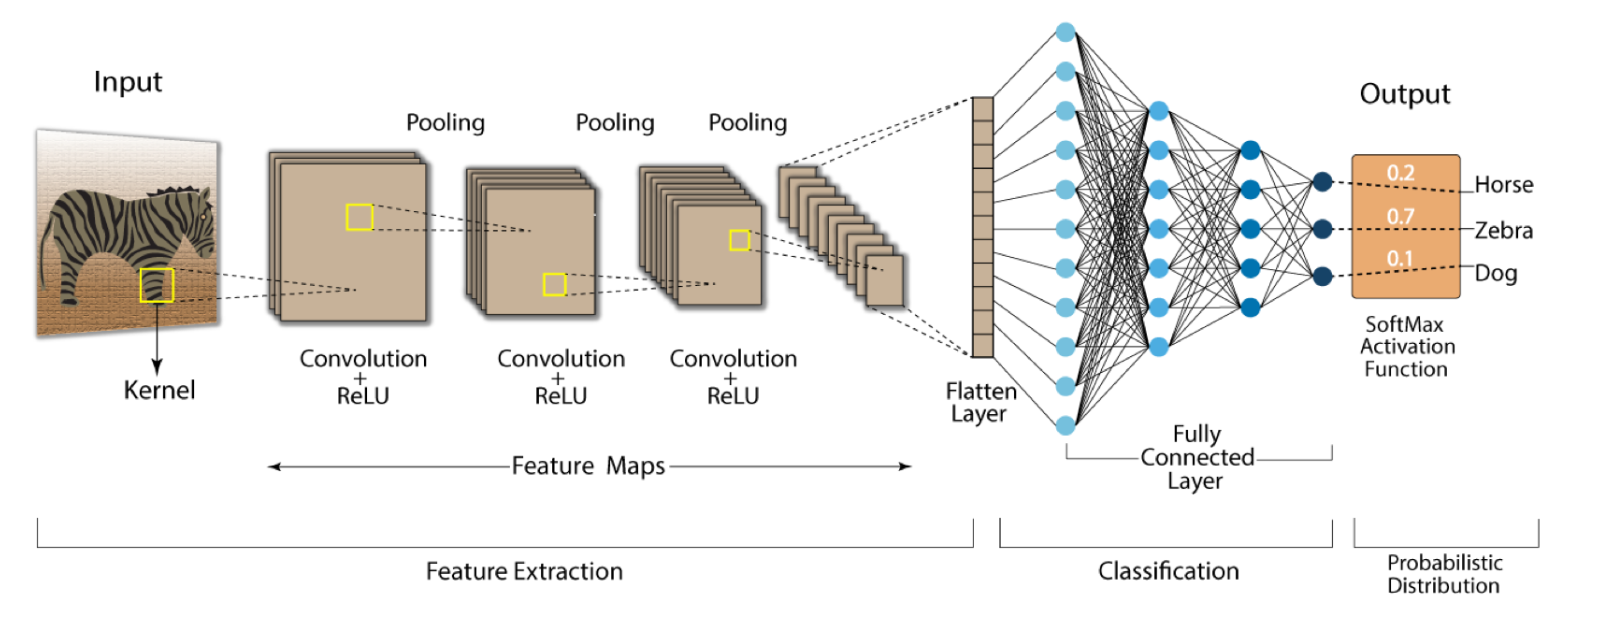 Input
Pooling
Pooling
Pooling
Output
0.2
Horse
0.7
Zebra
0.1
Dog
Kernel
Convolution
+
ReLU
Convolution
+
ReLU
Convolution
+
ReLU
Flatten
Layer
SoftMax
Activation
Function
Feature Maps
Fully
Connected
Layer
Feature Extraction
Classification
Probabilistic
Distribution